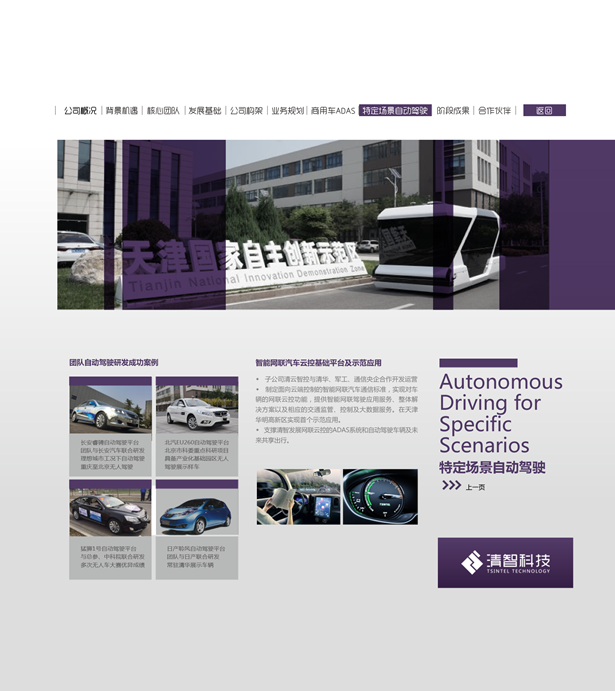 公司概况 背景机遇 核心团队 发展基础 公司构架 业务规划 商用车ADAS 特定场景自动驾驶 阶段成果 合作伙伴 返回
天津国家自主创新示范区
Tianjin National Innovation Demonstration Zone
团队自动驾驶研发成功案例
长安睿骋自动驾驶平台
团队与长安汽车联合研发
理想城市工况下自动驾驶
重庆至北京无人驾驶
北汽EU260自动驾驶平台
北京市科委重点科研项目
具备产业化基础园区无人
驾驶展示样车
猛狮1号自动驾驶平台
与总参、中科院联合研发
多次无人车大赛优异成绩
日产聆风自动驾驶平台
团队与日产联合研发
常驻清华展示车辆
智能网联汽车云控基础平台及示范应用
• 子公司清云智控与清华、军工、通信央企合作开发运营
• 制定面向云端控制的智能网联汽车通信标准，实现对车
辆的网联云控功能，提供智能网联驾驶应用服务、整体解
决方案以及相应的交通监管、控制及大数据服务。在天津
华明高新区实现首个示范应用。
• 支撑清智发展网联云控的ADAS系统和自动驾驶车辆及未
来共享出行。
Autonomous
Driving for
Specific
Scenarios
特定场景自动驾驶
上一页
清智科技
TSINTEL TECHNOLOGY